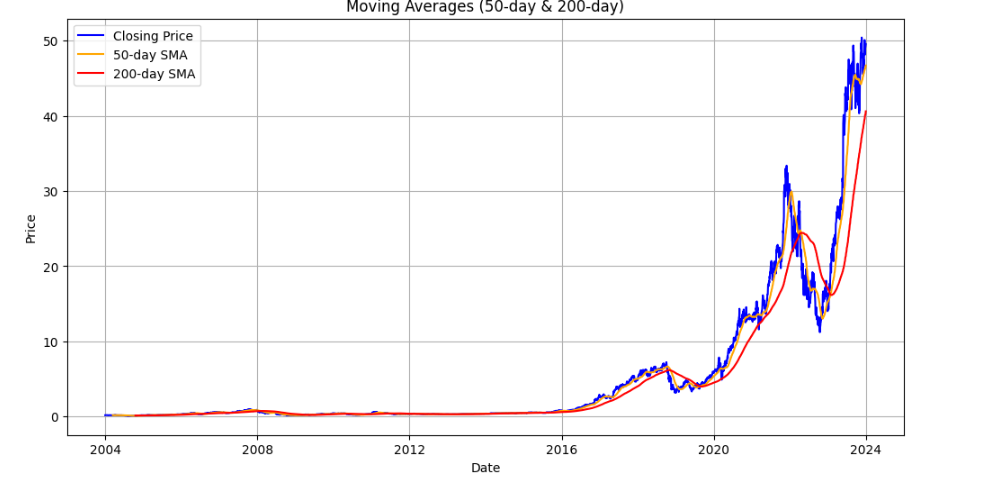 Moving Averages (50-day & 200-day)
Closing Price
50-day SMA
200-day SMA
50
40
30
20
10
0
Price
2004
2008
2012
2016
2020
2024
Date